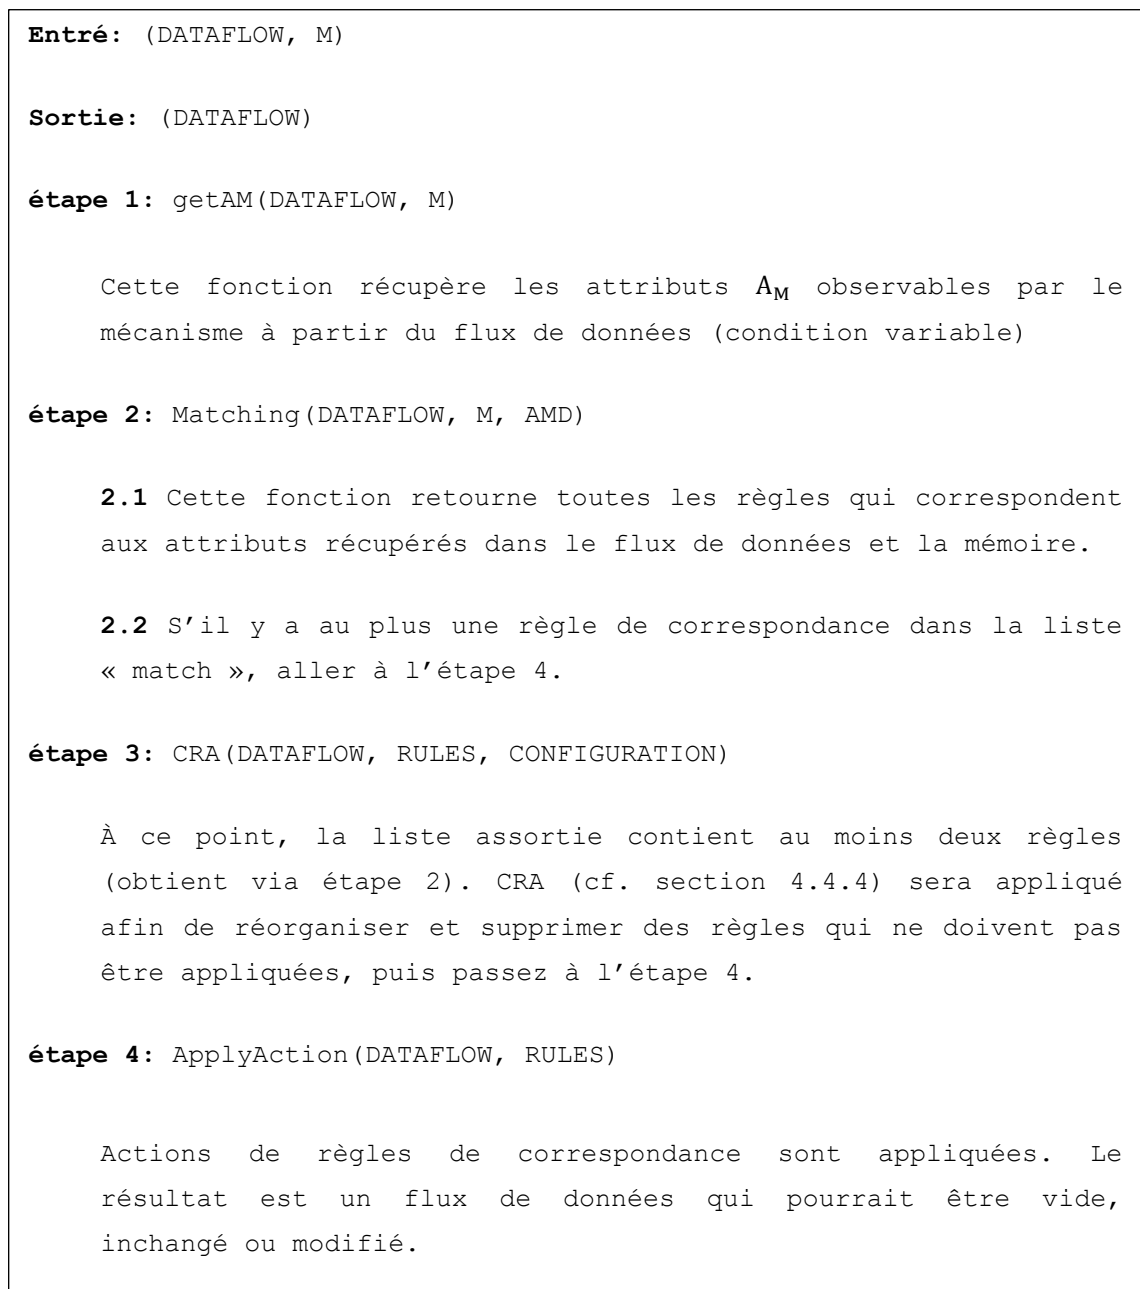 Entré: (DATAFLOW, M)
Sortie: (DATAFLOW)
étape 1: getAM(DATAFLOW, M)
Cette fonction récupère les attributs A_M observables par le
mécanisme à partir du flux de données (condition variable)
étape 2: Matching(DATAFLOW, M, AMD)
2.1 Cette fonction retourne toutes les règles qui correspondent
aux attributs récupérés dans le flux de données et la mémoire.
2.2 S’il y a au plus une règle de correspondance dans la liste
« match », aller à l’étape 4.
étape 3: CRA(DATAFLOW, RULES, CONFIGURATION)
À ce point, la liste assortie contient au moins deux règles
(obtient via étape 2). CRA (cf. section 4.4.4) sera appliqué
afin de réorganiser et supprimer des règles qui ne doivent pas
être appliquées, puis passez à l’étape 4.
étape 4: ApplyAction(DATAFLOW, RULES)
Actions de règles de correspondance sont appliquées. Le
résultat est un flux de données qui pourrait être vide,
inchangé ou modifié.